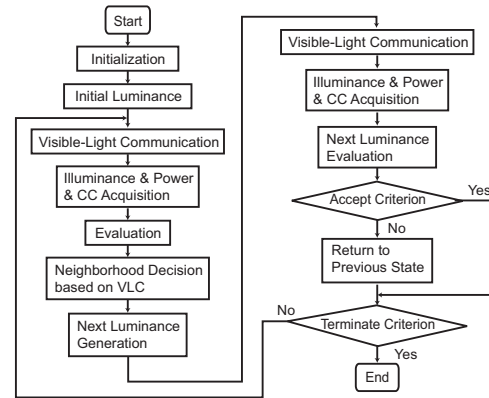 Start
Initialization
Initial Luminance
Visible-Light Communication
Illuminance & Power
& CC Acquisition
Evaluation
Neighborhood Decision
based on VLC
Next Luminance
Generation
Visible-Light Communication
Illuminance & Power
& CC Acquisition
Next Luminance
Evaluation
Accept Criterion
Yes
No
Return to
Previous State
No
Terminate Criterion
Yes
End